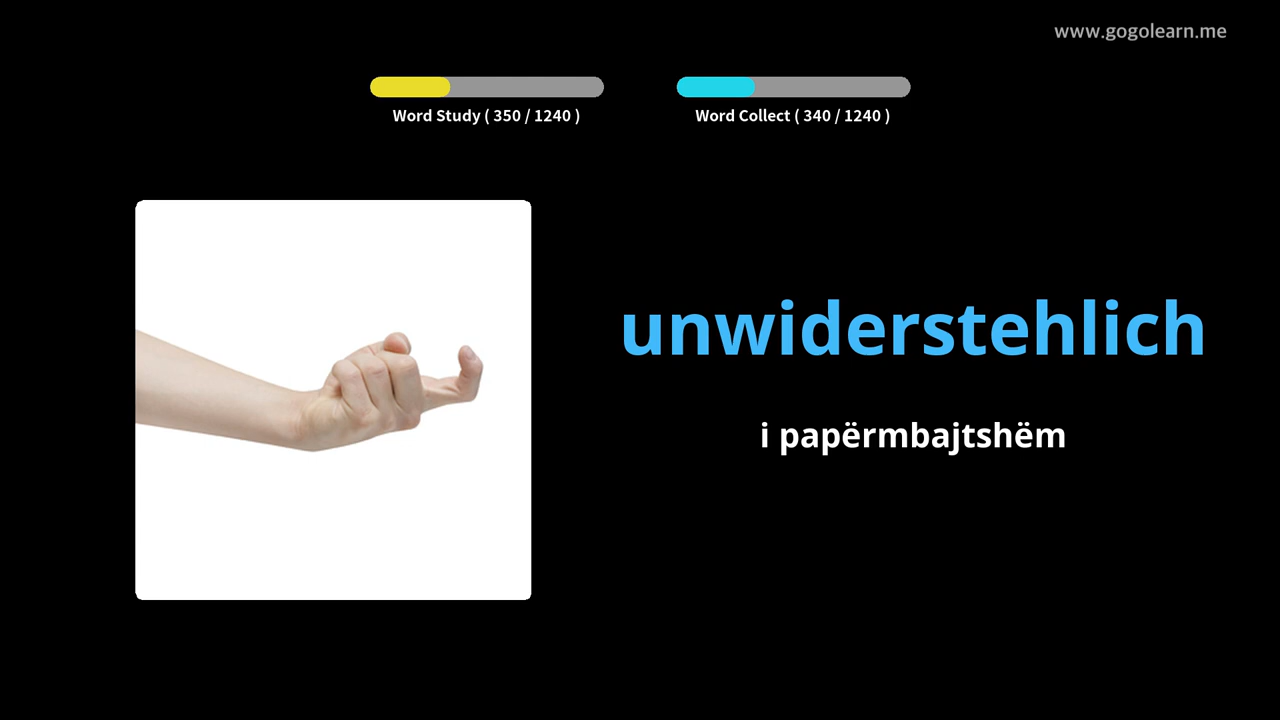 www.gogolearn.me
Word Study ( 350 / 1240 )
Word Collect ( 340 / 1240 )
unwiderstehlich
i papërmbajtshëm